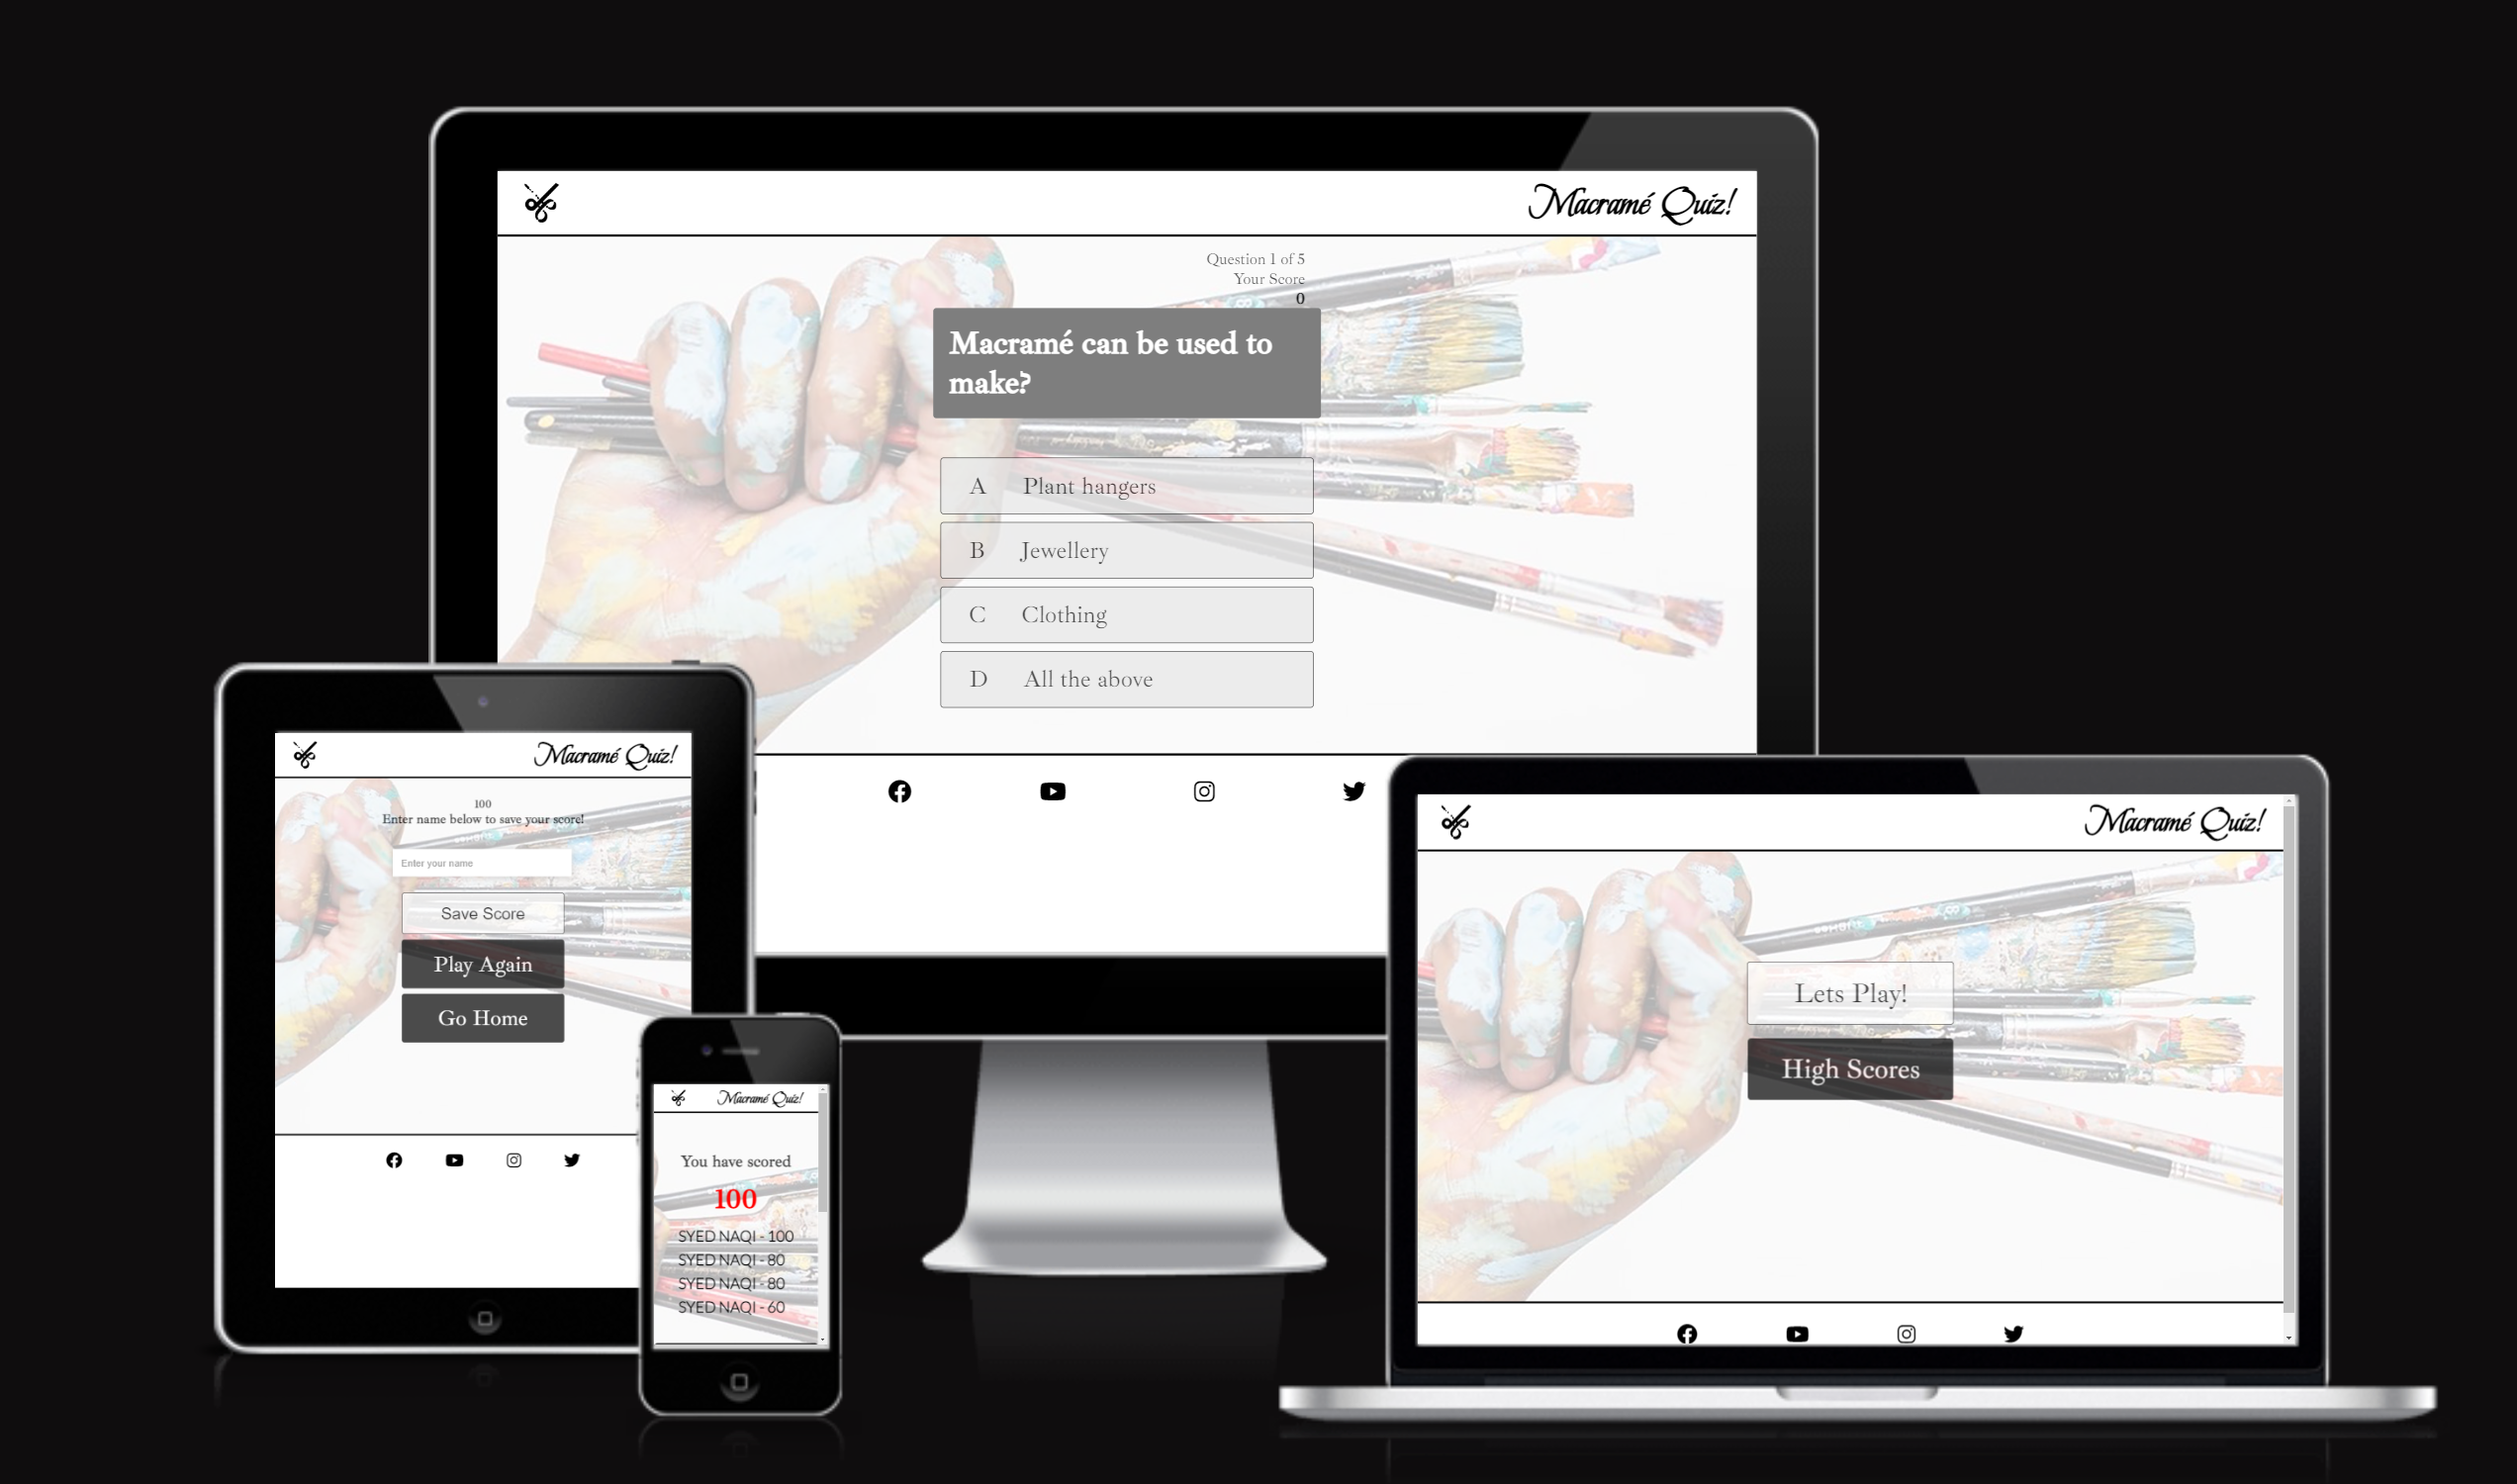 Macramé Quiz!
Question 1 of 5
Your Score
0
Macramé can be used to
make?
A Plant hangers
B Jewellery
C Clothing
D All the above
Macramé Quiz!
100
Enter name below to save your score!
Enter your name
Save Score
Play Again
Go Home
Macramé Quiz!
You have scored
100
SYED NAQI - 100
SYED NAQI - 80
SYED NAQI - 80
SYED NAQI - 60
Macramé Quiz!
Lets Play!
High Scores